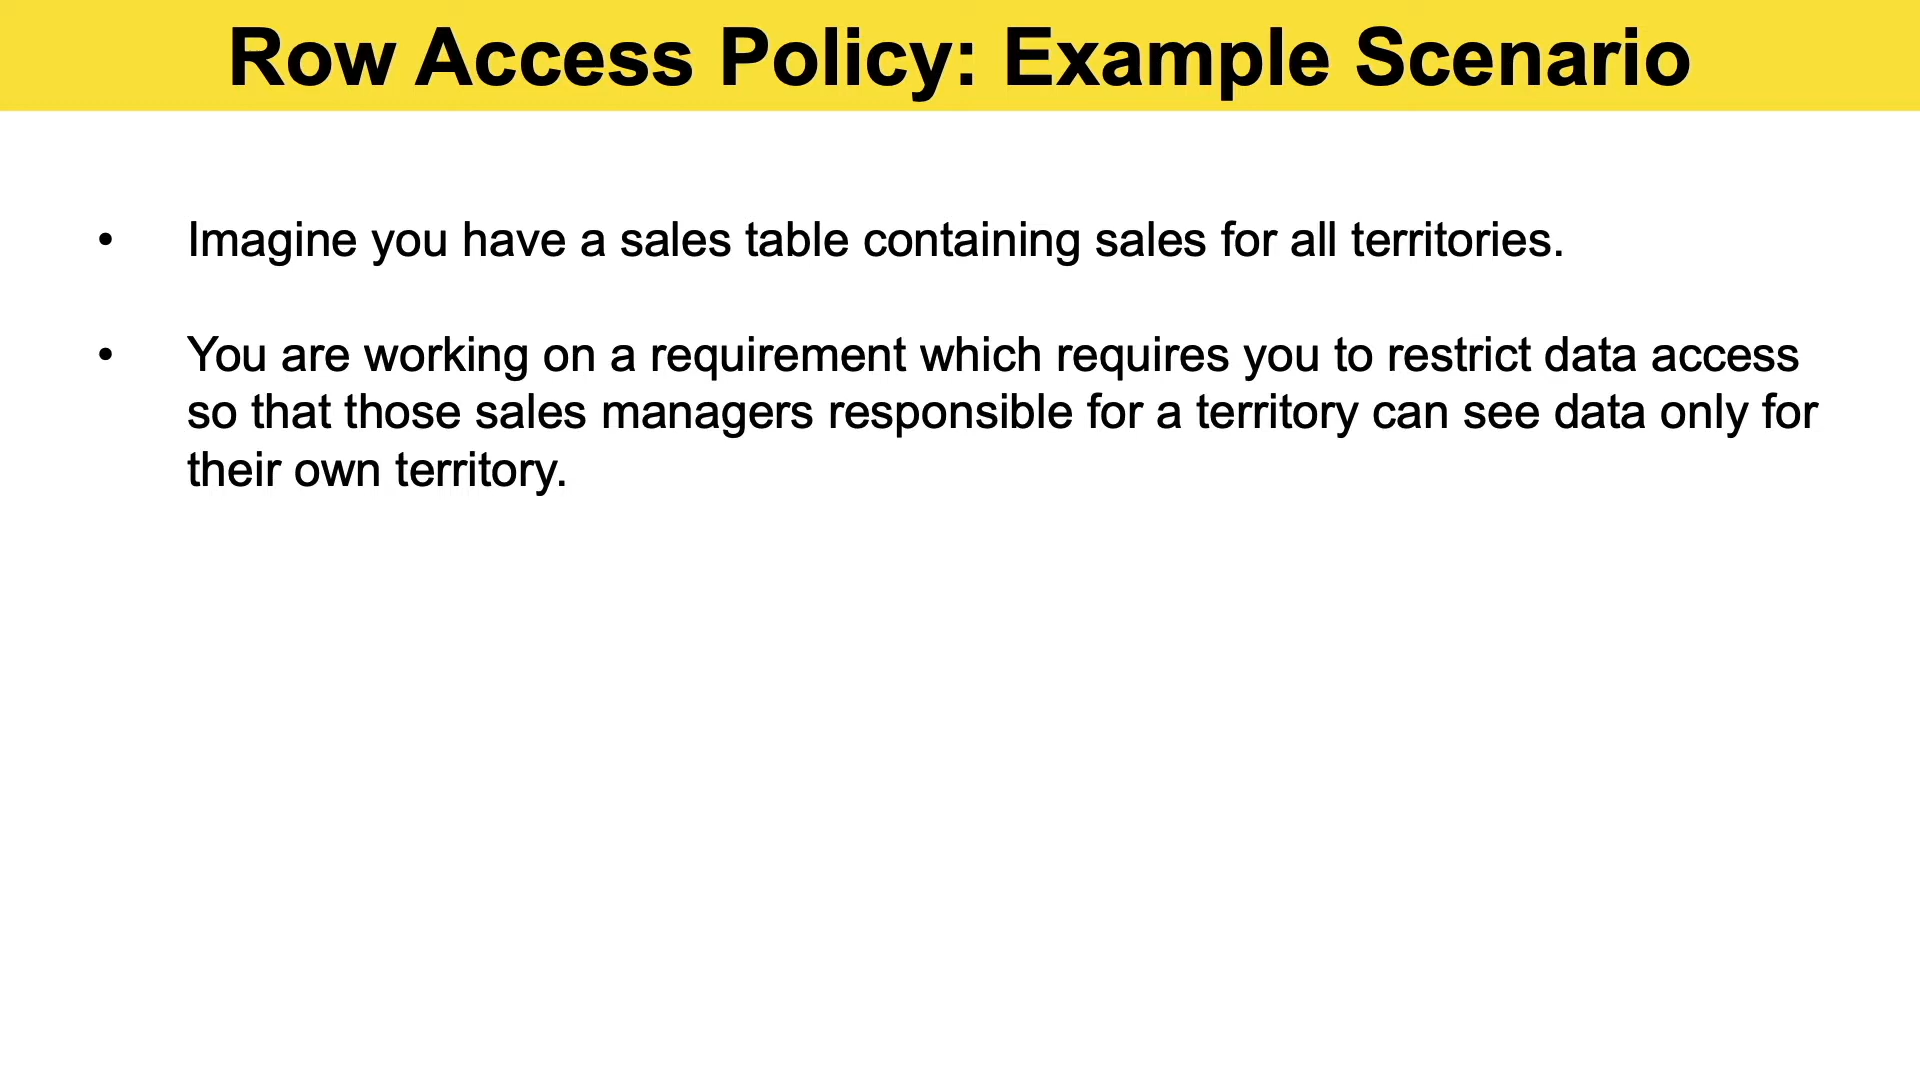 Row Access Policy: Example Scenario
• Imagine you have a sales table containing sales for all territories.
• You are working on a requirement which requires you to restrict data access
so that those sales managers responsible for a territory can see data only for
their own territory.